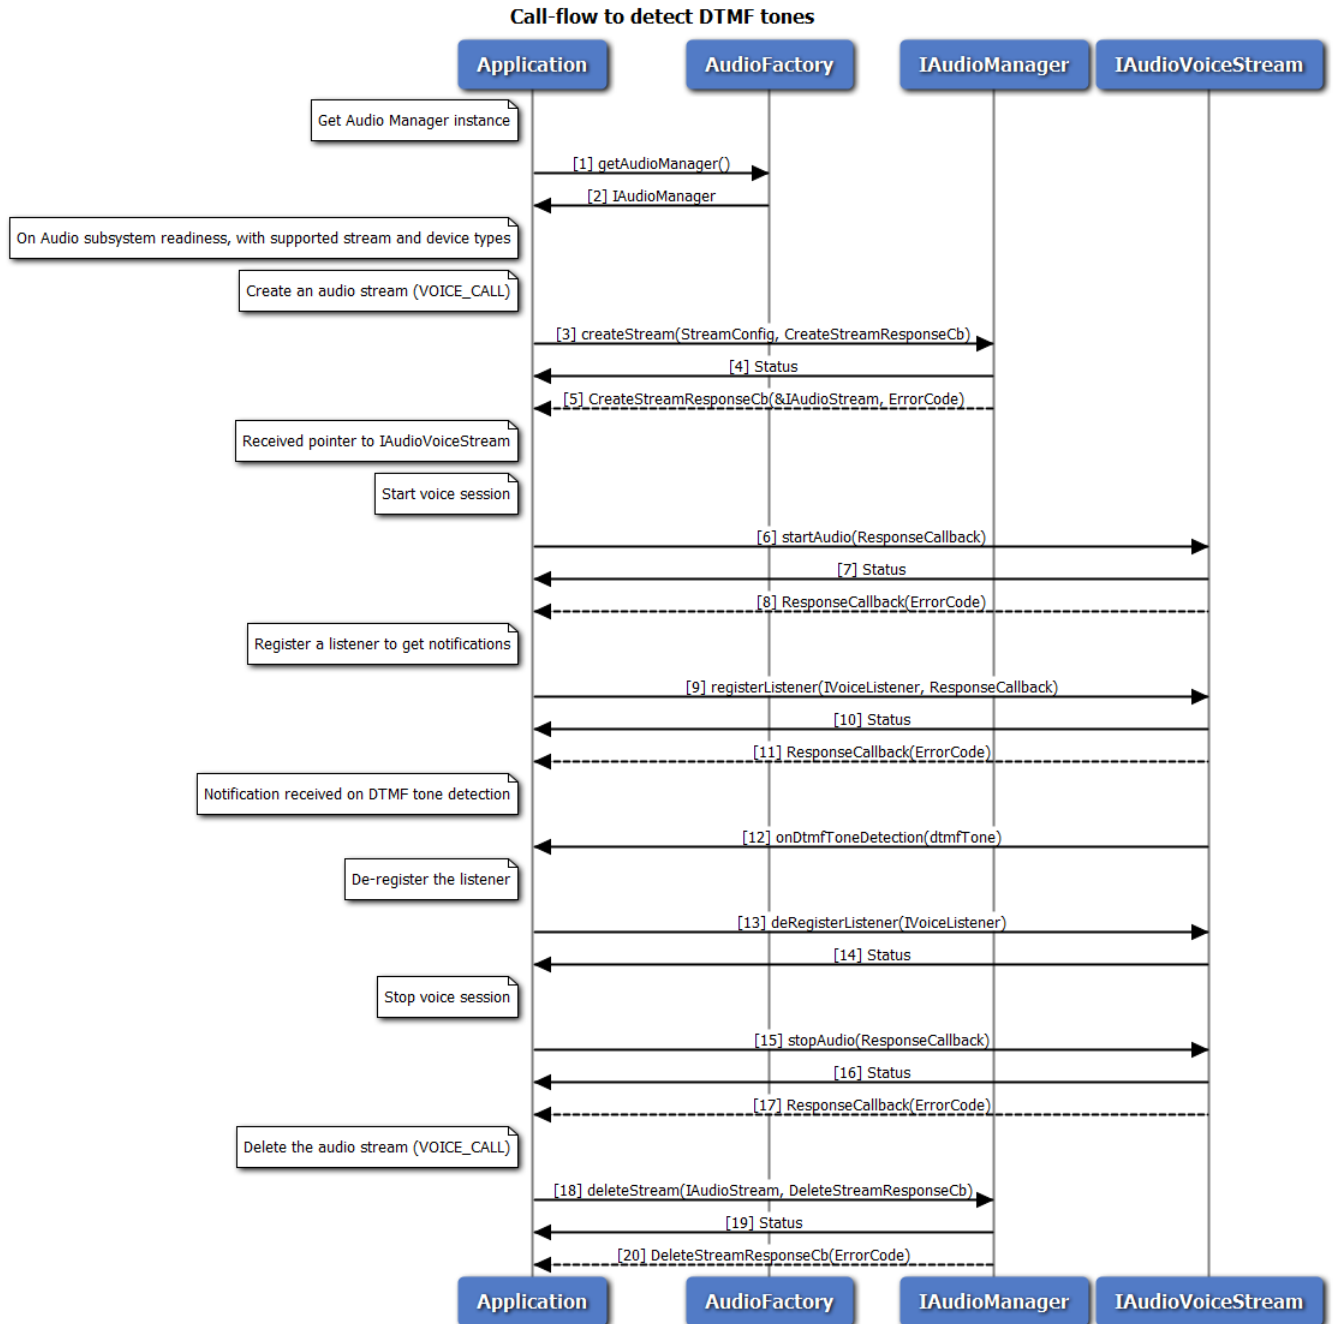 Call-flow to detect DTMF tones
Application
AudioFactory
IAudioManager
IAudioVoiceStream
Get Audio Manager instance
[1] getAudioManager()
[2] IAudioManager
On Audio subsystem readiness, with supported stream and device types
Create an audio stream (VOICE_CALL)
[3] createStream(StreamConfig, CreateStreamResponseCb)
[4] Status
[5] CreateStreamResponseCb(&IAudioStream, ErrorCode)
Received pointer to IAudioVoiceStream
Start voice session
[6] startAudio(ResponseCallback)
[7] Status
[8] ResponseCallback(ErrorCode)
Register a listener to get notifications
[9] registerListener(IVoiceListener, ResponseCallback)
[10] Status
[11] ResponseCallback(ErrorCode)
Notification received on DTMF tone detection
[12] onDtmfToneDetection(dtmfTone)
De-register the listener
[13] deRegisterListener(IVoiceListener)
[14] Status
Stop voice session
[15] stopAudio(ResponseCallback)
[16] Status
[17] ResponseCallback(ErrorCode)
Delete the audio stream (VOICE_CALL)
[18] deleteStream(IAudioStream, DeleteStreamResponseCb)
[19] Status
[20] DeleteStreamResponseCb(ErrorCode)
Application
AudioFactory
IAudioManager
IAudioVoiceStream